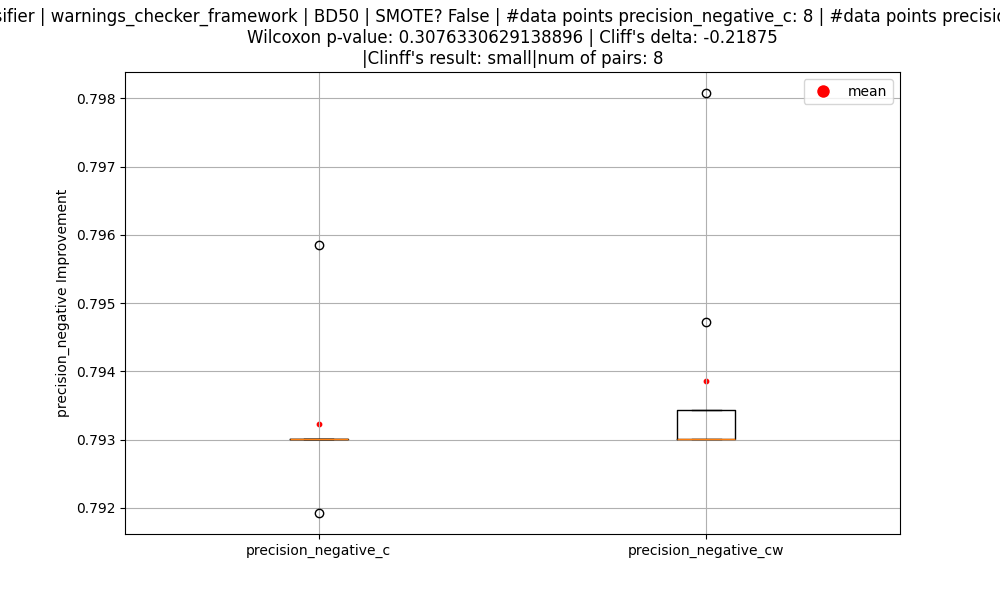 | warnings_checker_framework | BD50 | SMOTE? False | #data points precision_negative_c: 8 | #data points
Wilcoxon p-value: 0.3076330629138896 | Cliff's delta: -0.21875
|Clinff's result: small|num of pairs: 8
mean
0.798
0.797
0.796
0.795
0.794
0.793
0.792
precision_negative Improvement
precision_negative_c
precision_negative_cw